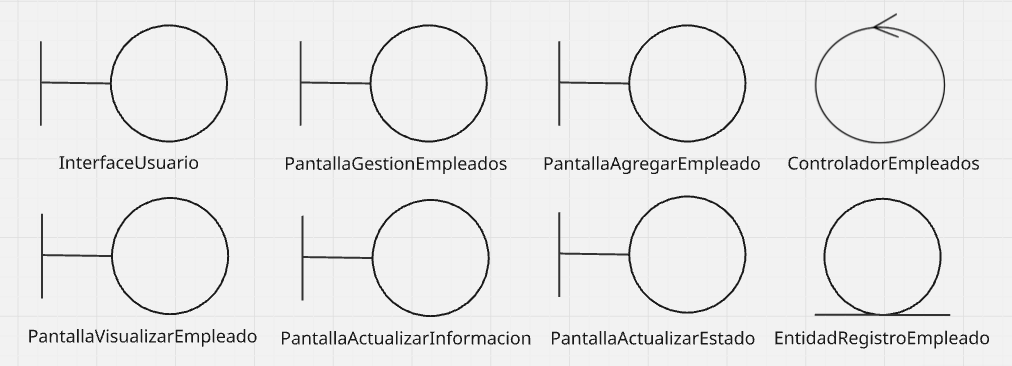 InterfaceUsuario
PantallaGestionEmpleados
PantallaAgregarEmpleado
ControladorEmpleados
PantallaVisualizarEmpleado
PantallaActualizarInformacion
PantallaActualizarEstado
EntidadRegistroEmpleado